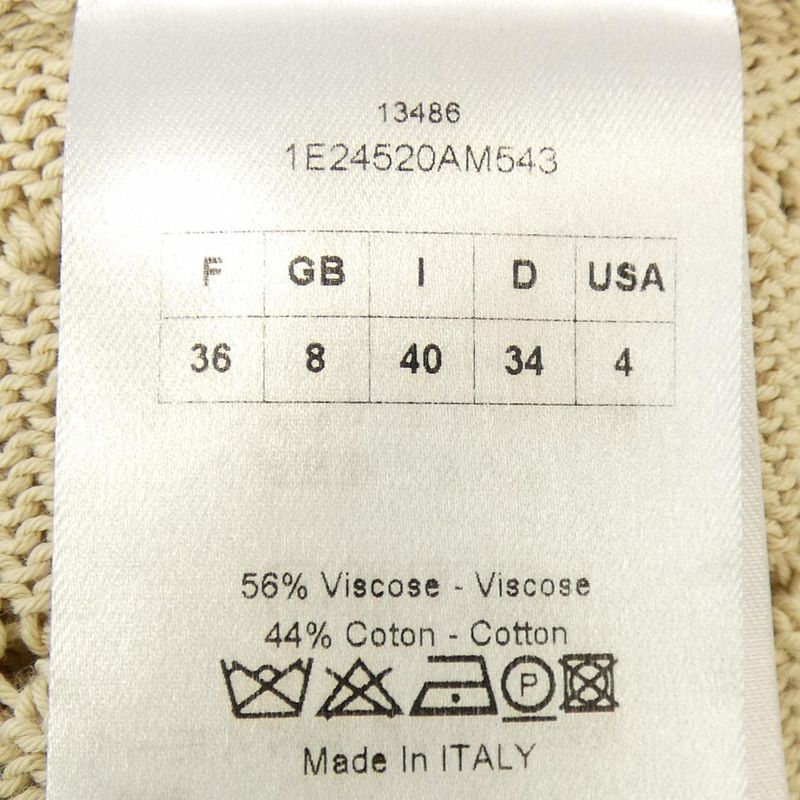 13486
1E24520AM543
F GB I D USA
36 8 40 34 4
56% Viscose - Viscose
44% Coton - Cotton
P
Made In ITALY